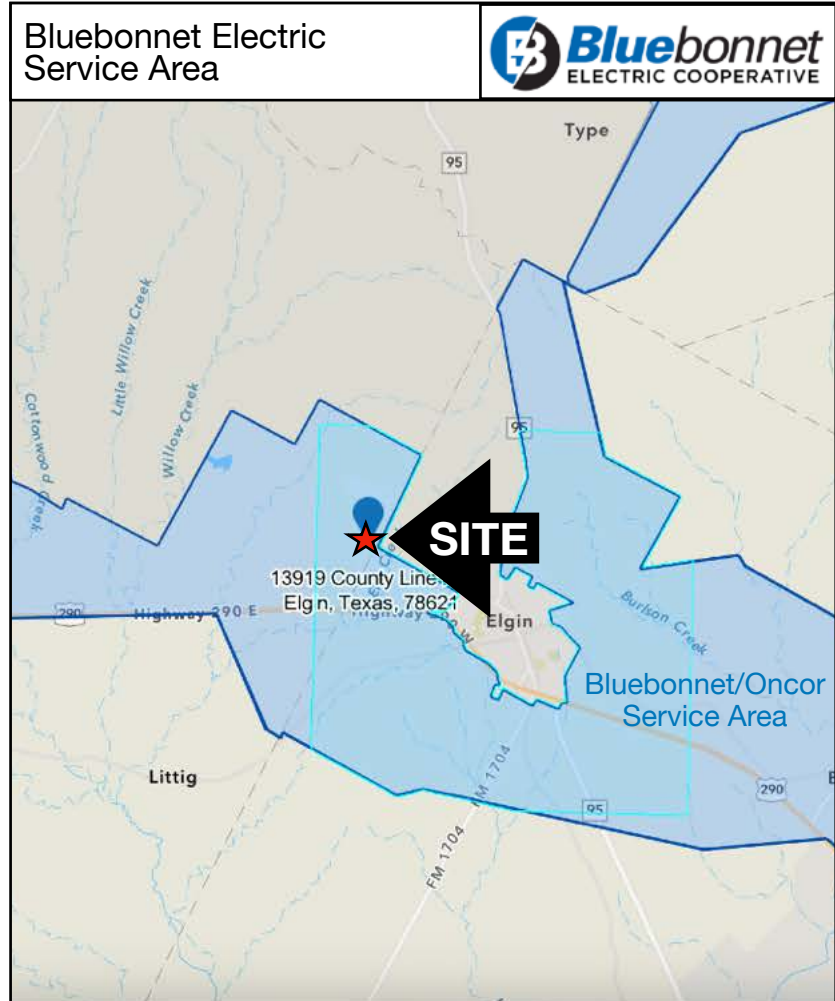 Bluebonnet Electric
Service Area
Bluebonnet
ELECTRIC COOPERATIVE
Type
95
Little Willow Creek
Willow Creek
Cottonwood Creek
95
SITE
13919 County Line
Elgin, Texas, 78621
290
Highway 290 E
Elgin
Burlson Creek
Bluebonnet/Oncor
Service Area
Littig
FM 1704
FM 1704
95
290